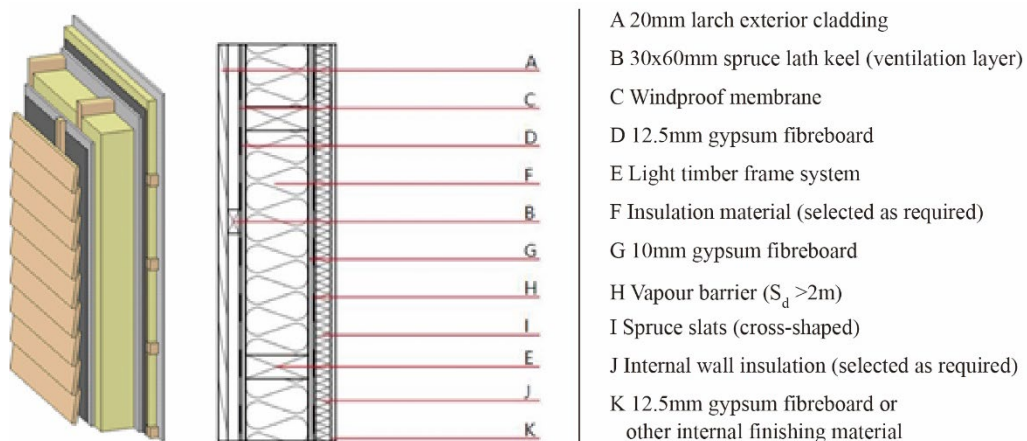 A
C
D
F
B
G
H
I
E
J
K
A 20mm larch exterior cladding
B 30x60mm spruce lath keel (ventilation layer)
C Windproof membrane
D 12.5mm gypsum fibreboard
E Light timber frame system
F Insulation material (selected as required)
G 10mm gypsum fibreboard
H Vapour barrier (Sd >2m)
I Spruce slats (cross-shaped)
J Internal wall insulation (selected as required)
K 12.5mm gypsum fibreboard or
other internal finishing material